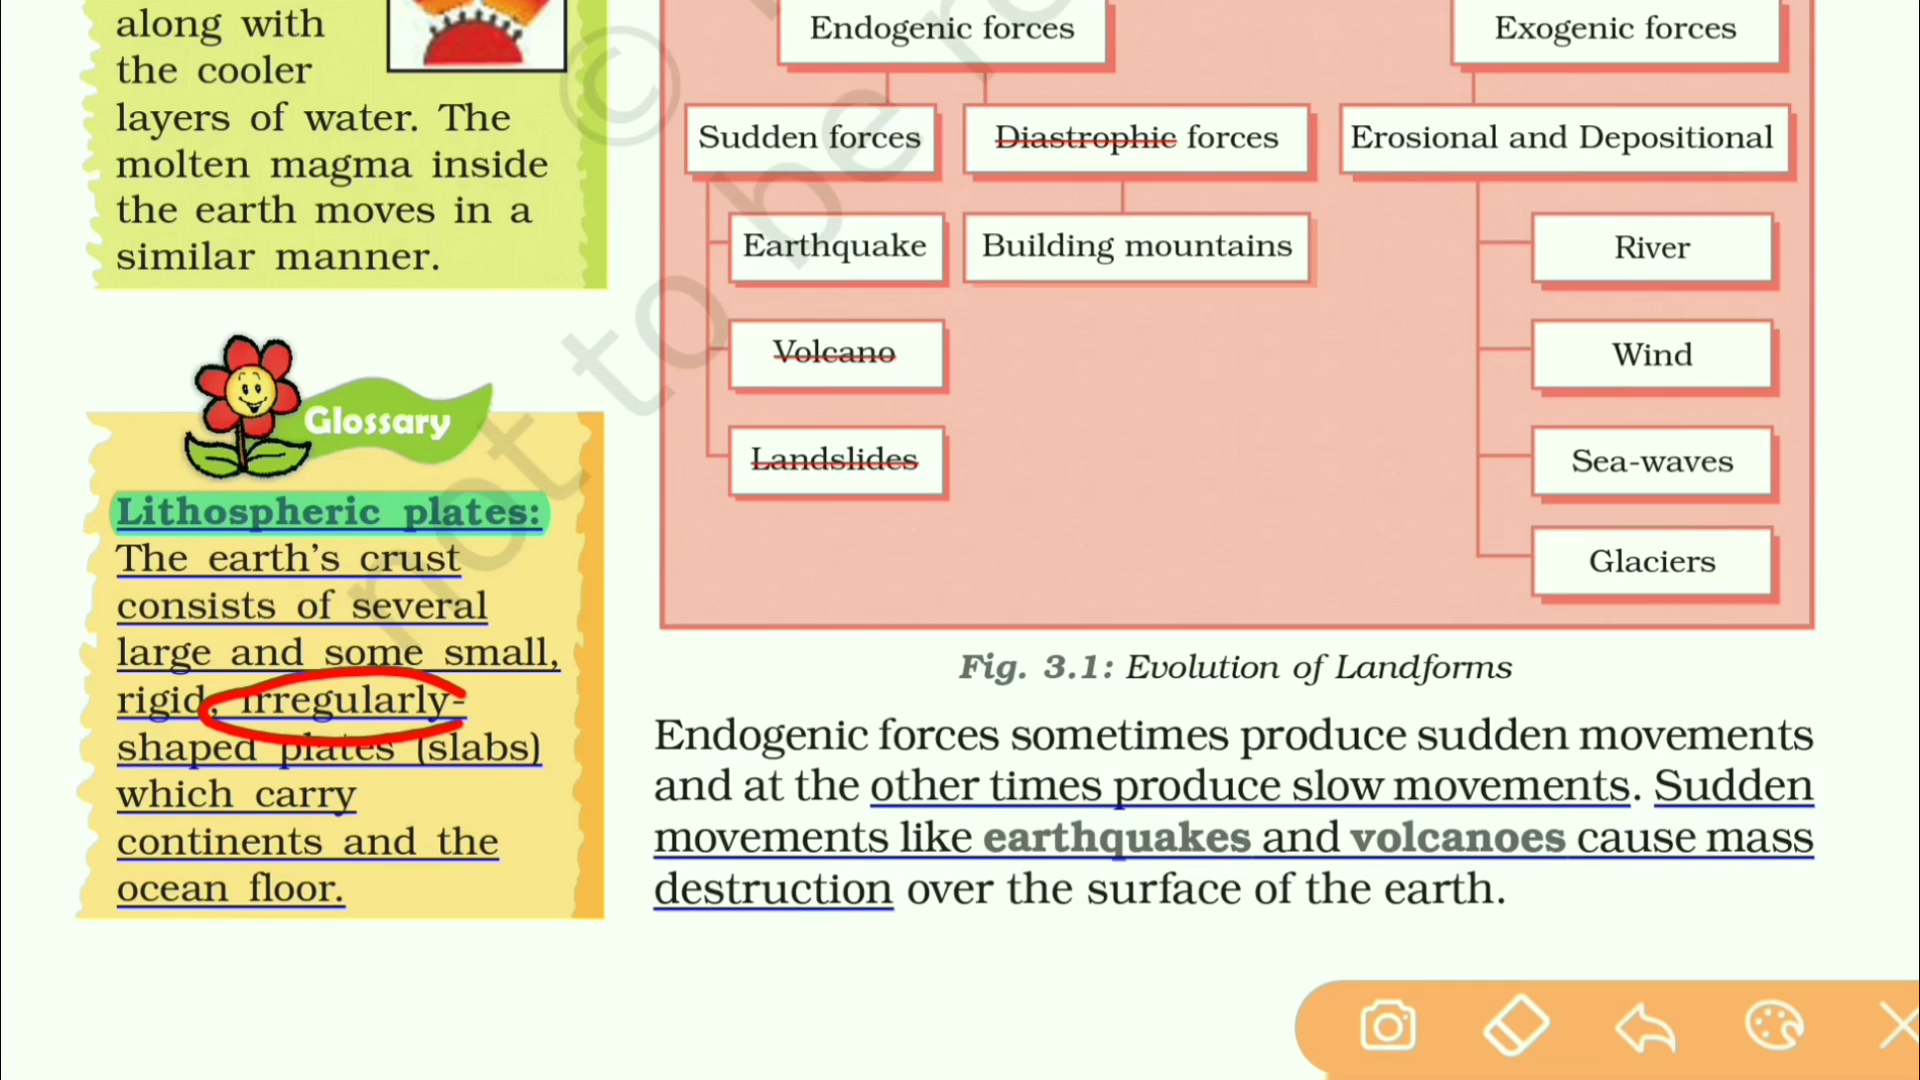 along with
the cooler
layers of water. The
molten magma inside
the earth moves in a
similar manner.
Glossary
Lithospheric plates:
The earth's crust
consists of several
large and some small,
rigid, irregularly-
shaped plates (slabs)
which carry
continents and the
ocean floor.
Endogenic forces
Exogenic forces
Sudden forces
Diastrophic forces
Erosional and Depositional
Earthquake
Building mountains
River
Volcano
Wind
Landslides
Sea-waves
Glaciers
Fig. 3.1: Evolution of Landforms
Endogenic forces sometimes produce sudden movements
and at the other times produce slow movements. Sudden
movements like earthquakes and volcanoes cause mass
destruction over the surface of the earth.
©
not to be